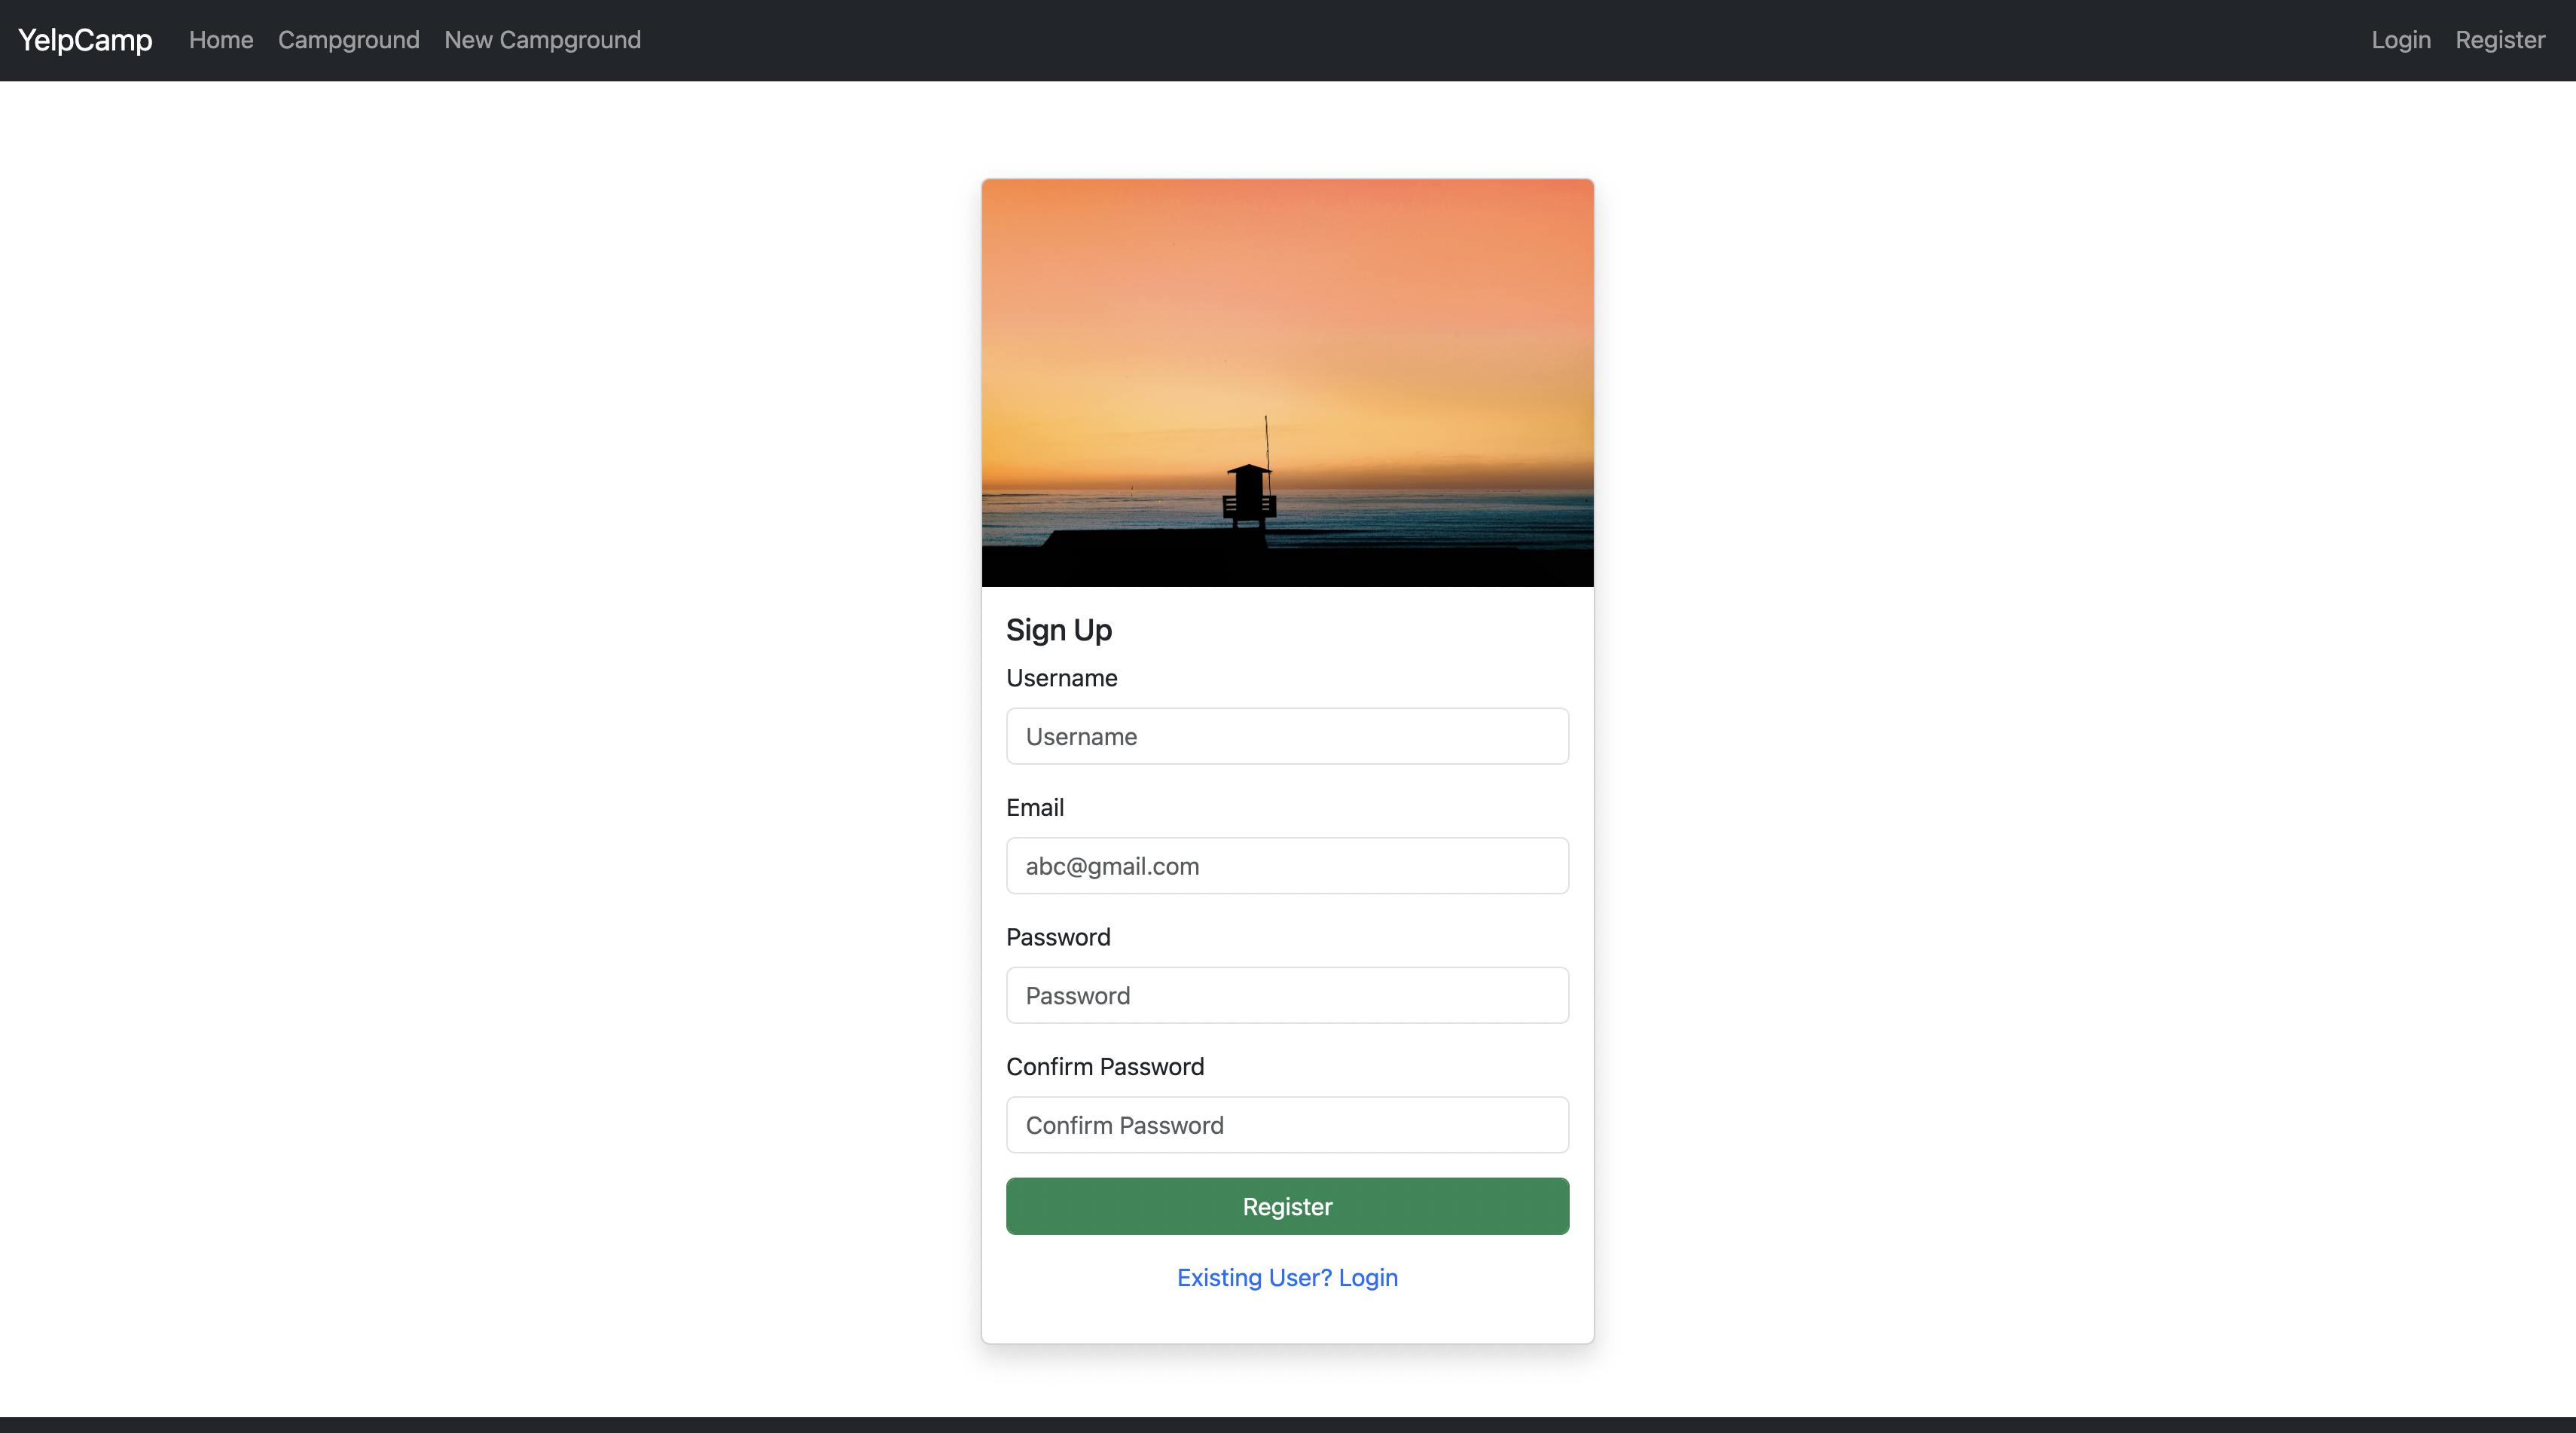 YelpCamp Home Campground New Campground Login Register
Sign Up
Username
Username
Email
abc@gmail.com
Password
Password
Confirm Password
Confirm Password
Register
Existing User? Login